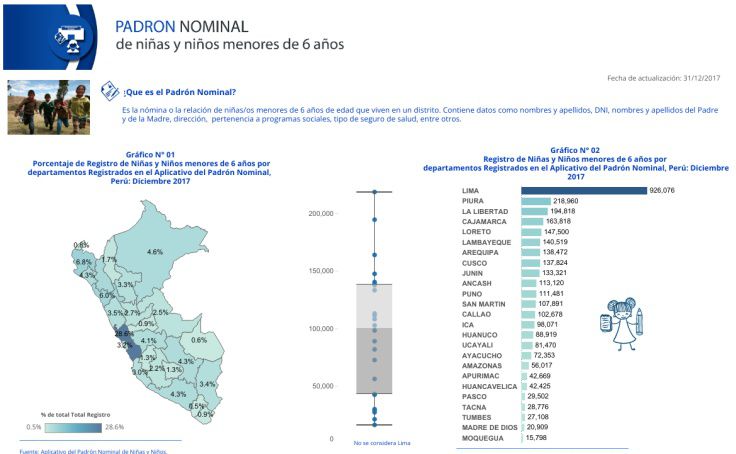 PADRON NOMINAL
de niñas y niños menores de 6 años
Fecha de actualización: 31/12/2017
¿Que es el Padrón Nominal?
Es la nómina o la relación de niñas/os menores de 6 años de edad que viven en un distrito. Contiene datos como nombres y apellidos, DNI, nombres y apellidos del Padre
y de la Madre, dirección, pertenencia a programas sociales, tipo de seguro de salud, entre otros.
Gráfico N° 01
Porcentaje de Registro de Niñas y Niños menores de 6 años por
departamentos Registrados en el Aplicativo del Padrón Nominal,
Perú: Diciembre 2017
0.8%
6.8%
1.7%
4.6%
4.3%
3.3%
6.0%
3.5%
2.7%
2.5%
0.9%
28.6%
4.1%
0.6%
3.2%
1.3%
4.3%
3.0%
2.2%
1.3%
3.4%
4.3%
0.5%
0.9%
% de total Total Registro
0.5%
28.6%
Fuente: Aplicativo del Padrón Nominal de Niñas y Niños.
200,000
150,000
100,000
50,000
0
No se considera Lima
Gráfico N° 02
Registro de Niñas y Niños menores de 6 años por
departamentos Registrados en el Aplicativo del Padrón Nominal, Perú: Diciembre
2017
LIMA 926,076
PIURA 218,960
LA LIBERTAD 194,818
CAJAMARCA 163,818
LORETO 147,500
LAMBAYEQUE 140,519
AREQUIPA 138,472
CUSCO 137,824
JUNIN 133,321
ANCASH 113,120
PUNO 111,481
SAN MARTIN 107,891
CALLAO 102,678
ICA 98,071
HUANUCO 88,919
UCAYALI 81,470
AYACUCHO 72,353
AMAZONAS 56,017
APURIMAC 42,669
HUANCAVELICA 42,425
PASCO 29,502
TACNA 28,776
TUMBES 27,108
MADRE DE DIOS 20,909
MOQUEGUA 15,798